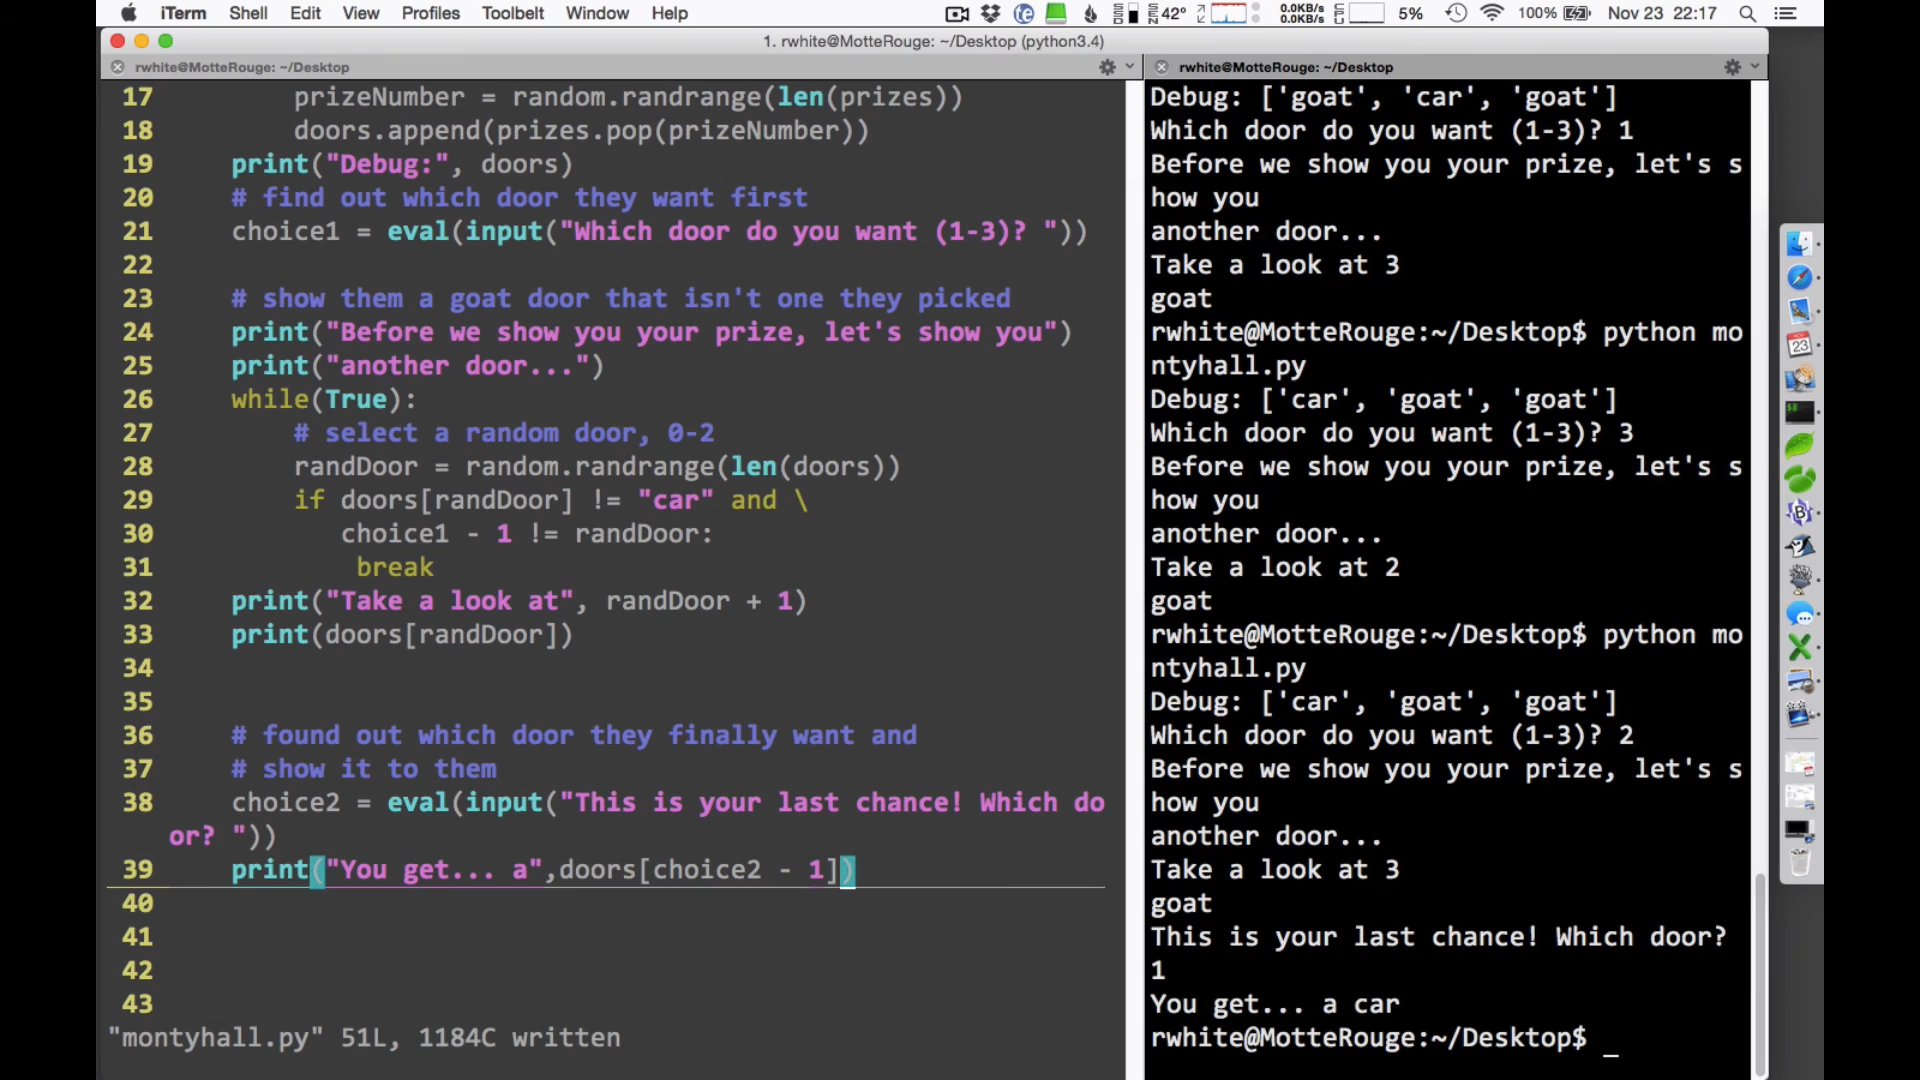 iTerm Shell Edit View Profiles Toolbelt Window Help 42° 0.0KB/s 0.0KB/s 5% 100% Nov 23 22:17
1. rwhite@MotteRouge: ~/Desktop (python3.4)
rwhite@MotteRouge: ~/Desktop
17 prizeNumber = random.randrange(len(prizes))
18 doors.append(prizes.pop(prizeNumber))
19 print("Debug:", doors)
20 # find out which door they want first
21 choice1 = eval(input("Which door do you want (1-3)? "))
22
23 # show them a goat door that isn't one they picked
24 print("Before we show you your prize, let's show you")
25 print("another door...")
26 while(True):
27 # select a random door, 0-2
28 randDoor = random.randrange(len(doors))
29 if doors[randDoor] != "car" and \
30 choice1 - 1 != randDoor:
31 break
32 print("Take a look at", randDoor + 1)
33 print(doors[randDoor])
34
35
36 # found out which door they finally want and
37 # show it to them
38 choice2 = eval(input("This is your last chance! Which do
or? "))
39 print("You get... a",doors[choice2 - 1])
40
41
42
43
"montyhall.py" 51L, 1184C written
rwhite@MotteRouge: ~/Desktop
Debug: ['goat', 'car', 'goat']
Which door do you want (1-3)? 1
Before we show you your prize, let's s
how you
another door...
Take a look at 3
goat
rwhite@MotteRouge:~/Desktop$ python mo
ntyhall.py
Debug: ['car', 'goat', 'goat']
Which door do you want (1-3)? 3
Before we show you your prize, let's s
how you
another door...
Take a look at 2
goat
rwhite@MotteRouge:~/Desktop$ python mo
ntyhall.py
Debug: ['car', 'goat', 'goat']
Which door do you want (1-3)? 2
Before we show you your prize, let's s
how you
another door...
Take a look at 3
goat
This is your last chance! Which door?
1
You get... a car
rwhite@MotteRouge:~/Desktop$ _